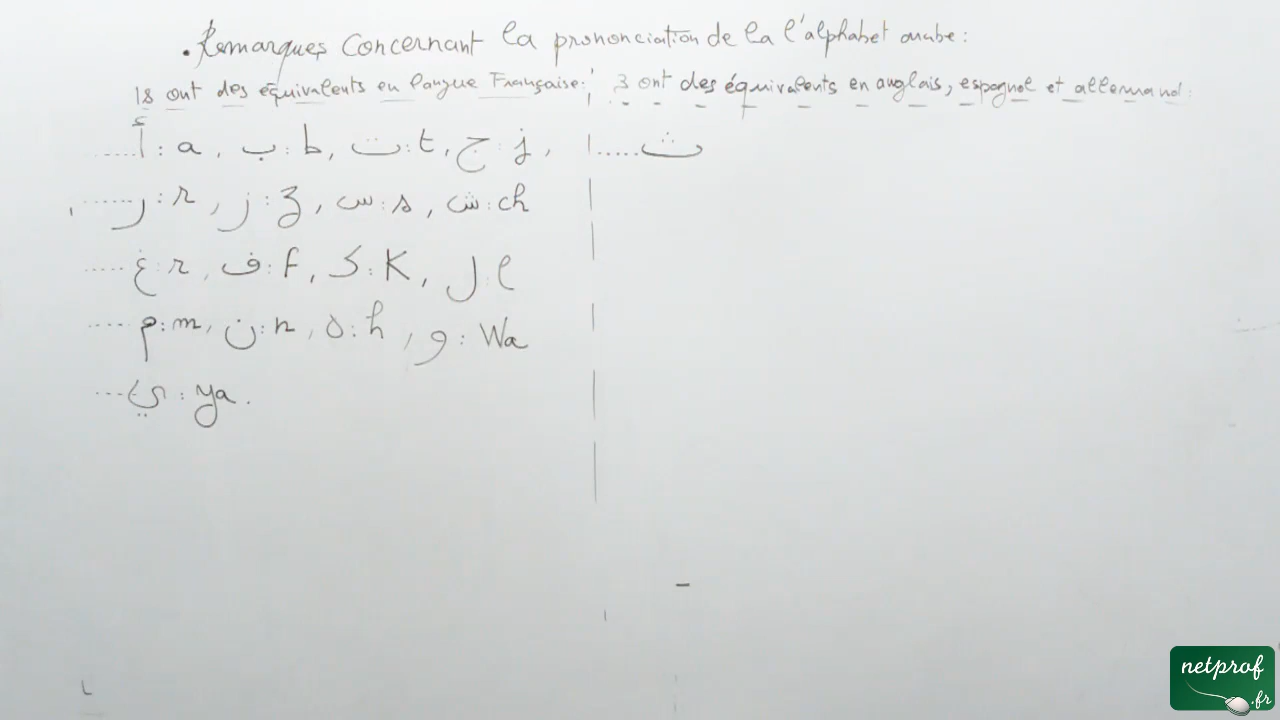 . Remarques concernant la prononciation de la l'alphabet arabe :
18 ont des équivalents en langue Française :
......أ : a, ب : b, ت : t, ج : j,
......ر : r, ز : z, س : s, ش : ch
.....غ : r, ف : f, ك : K, ل : l
.....م : m, ن : n, ه : h, و : Wa
...ي : ya.
3 ont des équivalents en anglais, espagnol et allemand :
.....ث
netprof
.fr